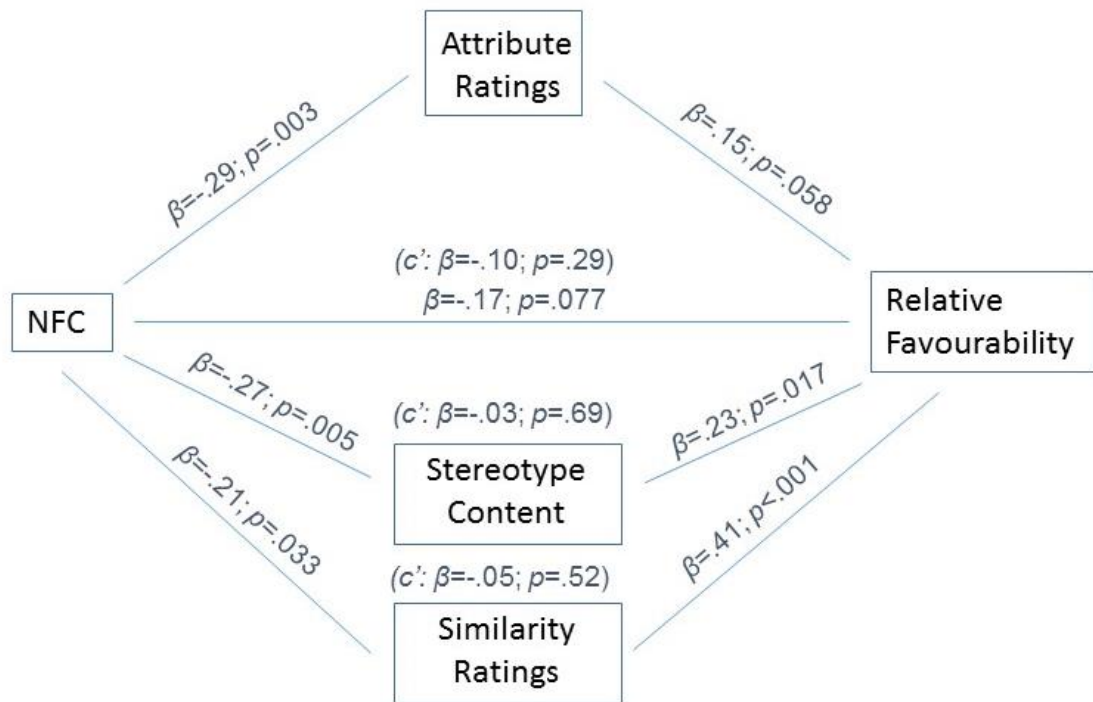 Attribute
Ratings
β=-.29; p=.003
β=.15; p=.058
(c’: β=-.10; p=.29)
β=-.17; p=.077
NFC
Relative
Favourability
β=-.27; p=.005
(c’: β=-.03; p=.69)
β=.23; p=.017
Stereotype
Content
β=-.21; p=.033
β=.41; p<.001
(c’: β=-.05; p=.52)
Similarity
Ratings